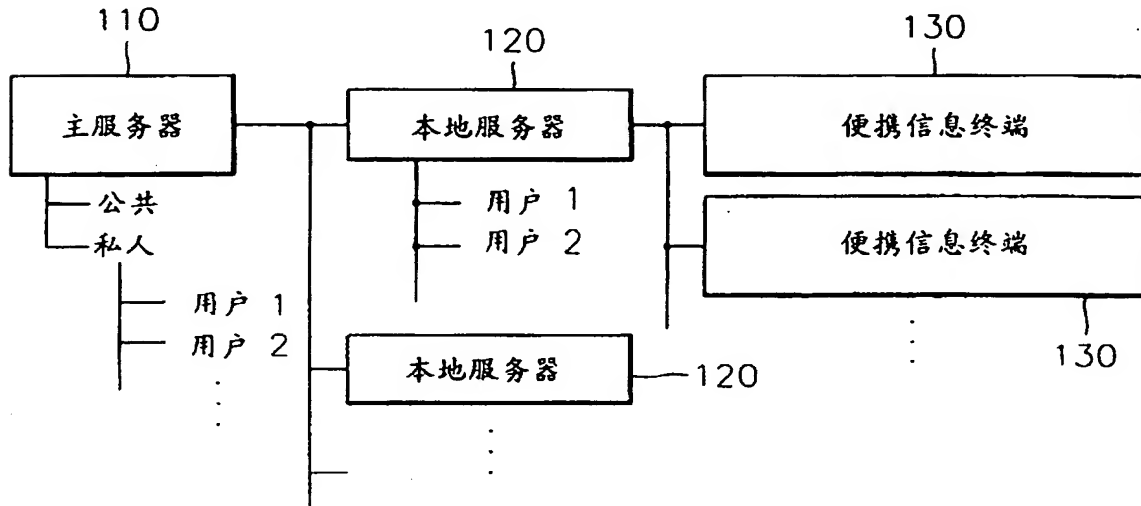 110
120
130
主服务器
本地服务器
便携信息终端
公共
私人
用户 1
用户 2
用户 1
用户 2
便携信息终端
130
本地服务器
120